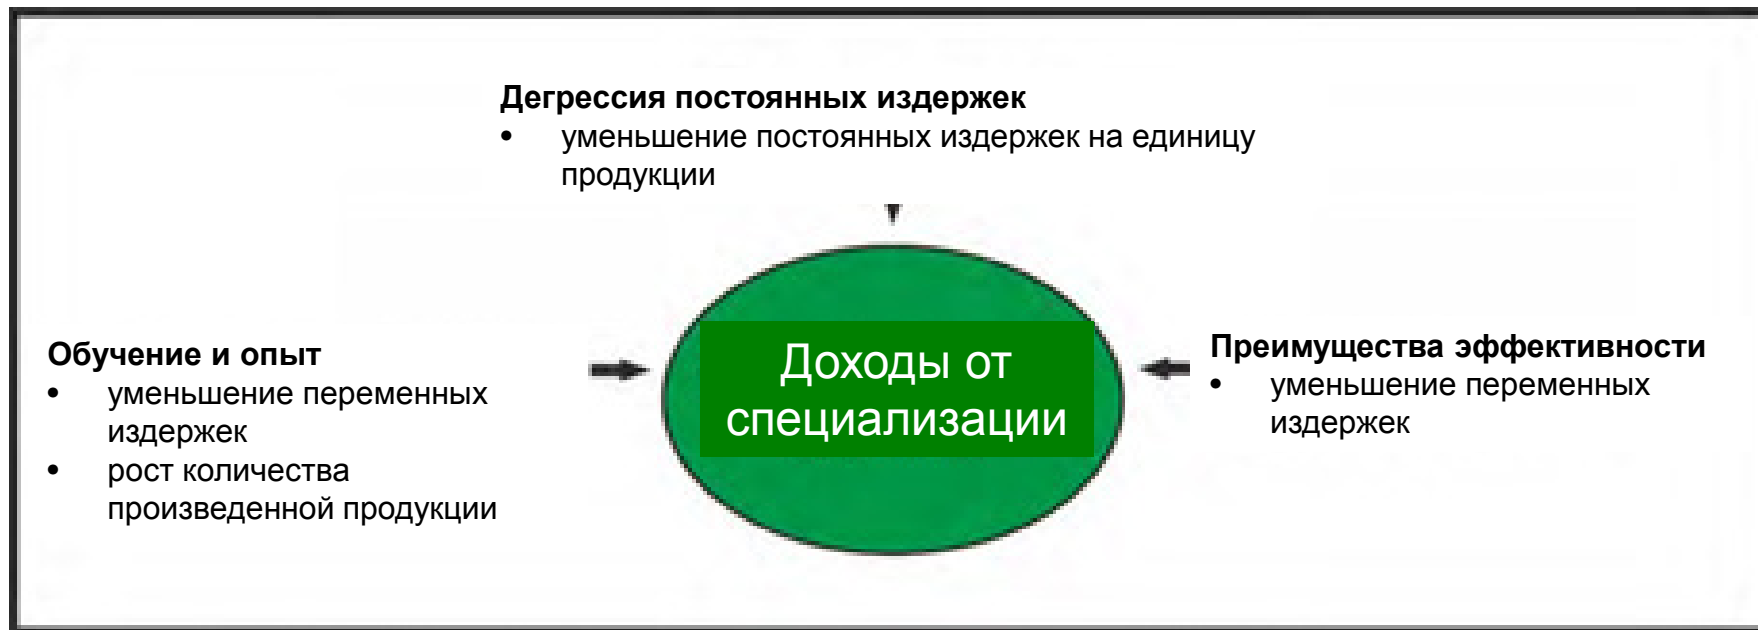 Дегрессия постоянных издержек
• уменьшение постоянных издержек на единицу
продукции
Обучение и опыт
• уменьшение переменных
издержек
• рост количества
произведенной продукции
Доходы от
специализации
Преимущества эффективности
• уменьшение переменных
издержек